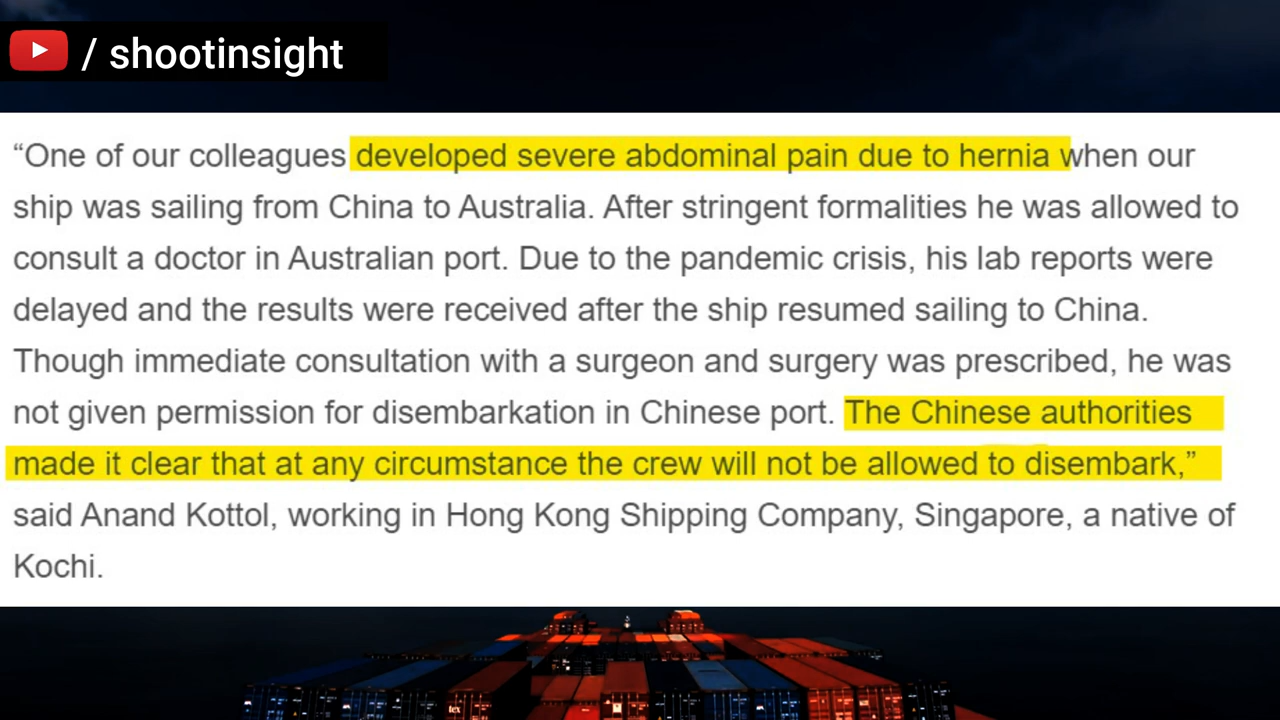 / shootinsight
“One of our colleagues developed severe abdominal pain due to hernia when our
ship was sailing from China to Australia. After stringent formalities he was allowed to
consult a doctor in Australian port. Due to the pandemic crisis, his lab reports were
delayed and the results were received after the ship resumed sailing to China.
Though immediate consultation with a surgeon and surgery was prescribed, he was
not given permission for disembarkation in Chinese port. The Chinese authorities
made it clear that at any circumstance the crew will not be allowed to disembark,”
said Anand Kottol, working in Hong Kong Shipping Company, Singapore, a native of
Kochi.
tex